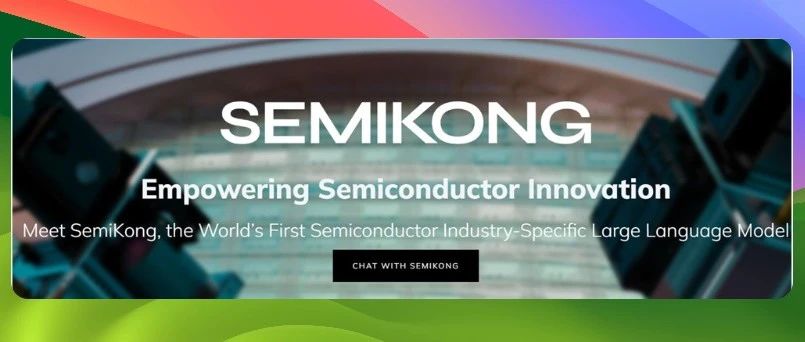 SEMIKONG
Empowering Semiconductor Innovation
Meet SemiKong, the World's First Semiconductor Industry-Specific Large Language Model
CHAT WITH SEMIKONG